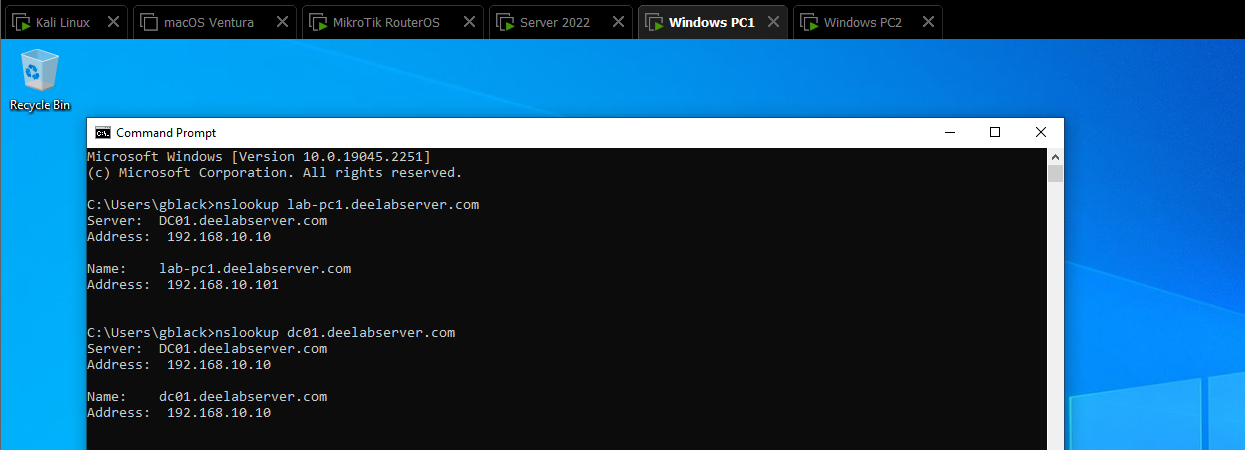 Kali Linux
macOS Ventura
MikroTik RouterOS
Server 2022
Windows PC1
Windows PC2
Recycle Bin
Command Prompt
Microsoft Windows [Version 10.0.19045.2251]
(c) Microsoft Corporation. All rights reserved.
C:\Users\gblack>nslookup lab-pc1.deelabserver.com
Server:  DC01.deelabserver.com
Address:  192.168.10.10
Name:    lab-pc1.deelabserver.com
Address:  192.168.10.101
C:\Users\gblack>nslookup dc01.deelabserver.com
Server:  DC01.deelabserver.com
Address:  192.168.10.10
Name:    dc01.deelabserver.com
Address:  192.168.10.10